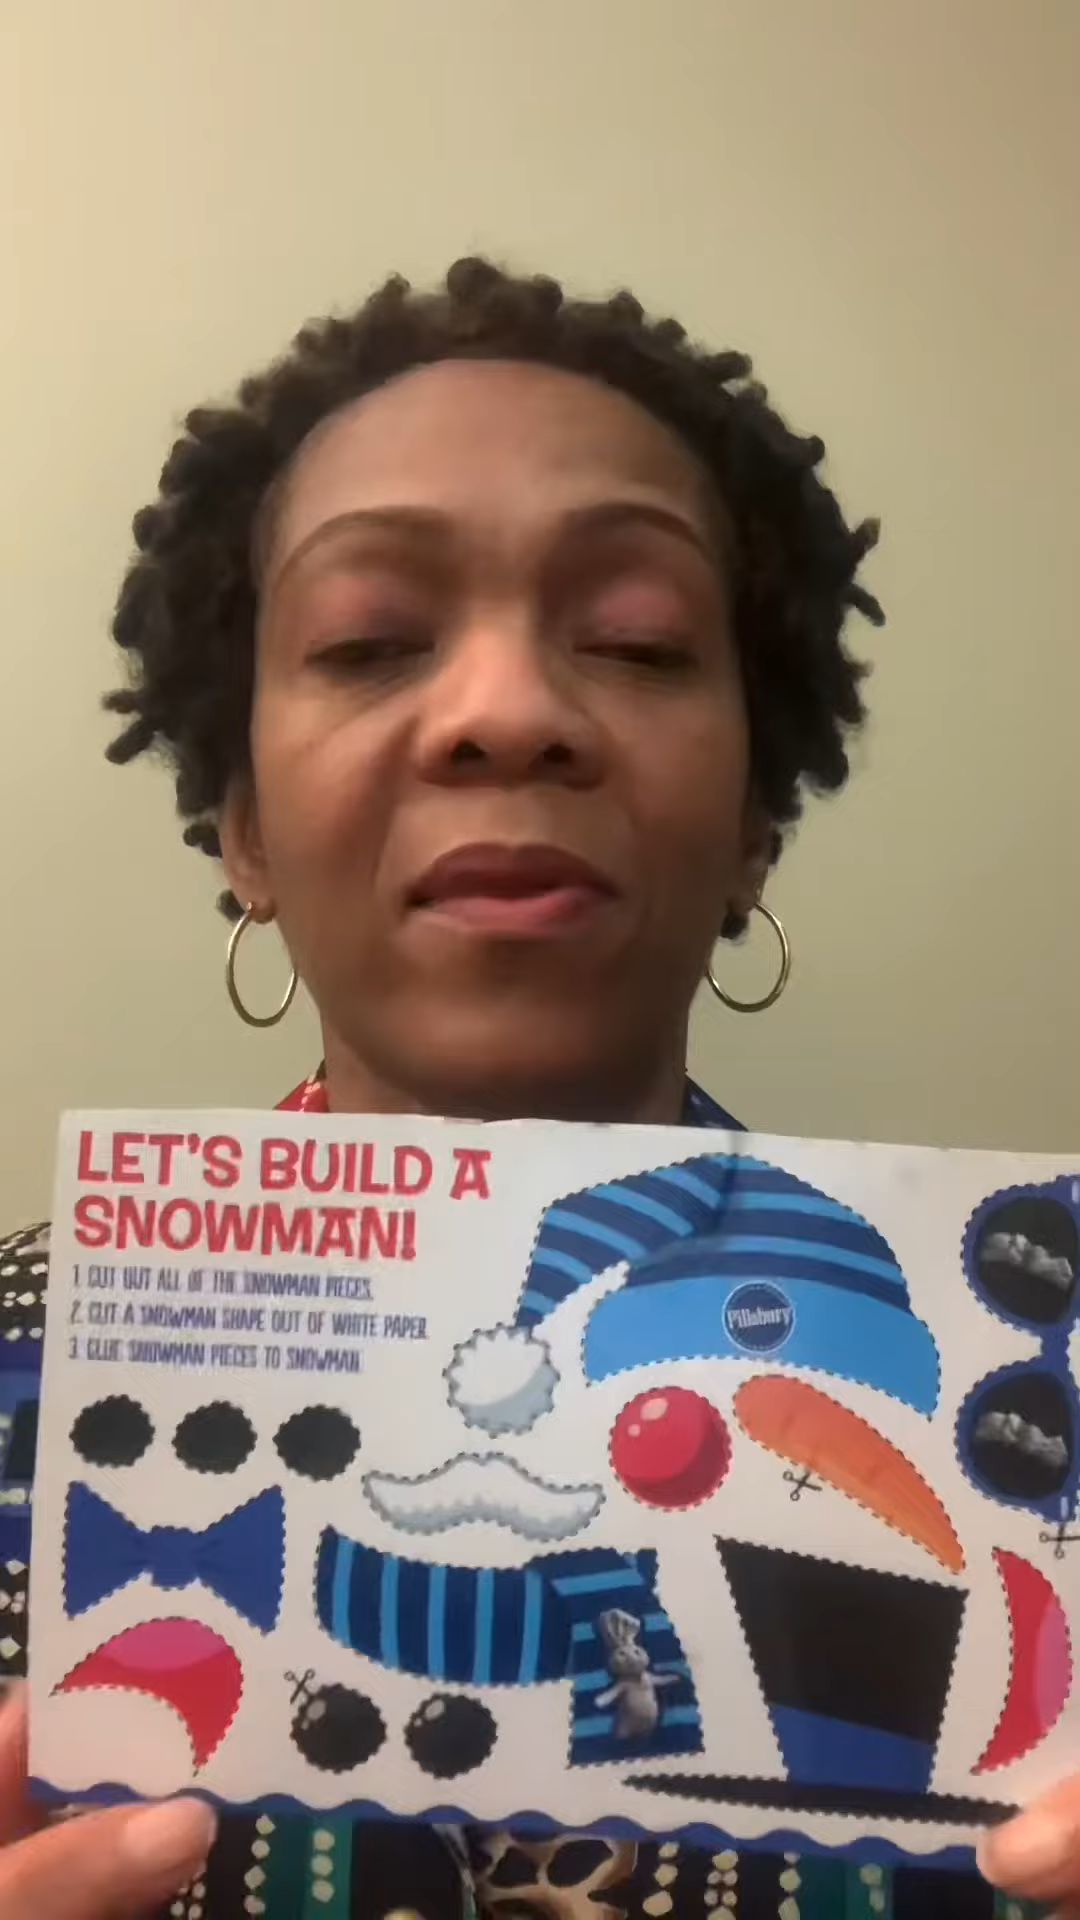 LET'S BUILD A
SNOWMAN!
1. CUT OUT ALL OF THE SNOWMAN PIECES.
2. CUT A SNOWMAN SHAPE OUT OF WHITE PAPER.
3. GLUE SNOWMAN PIECES TO SNOWMAN.
Pillsbury